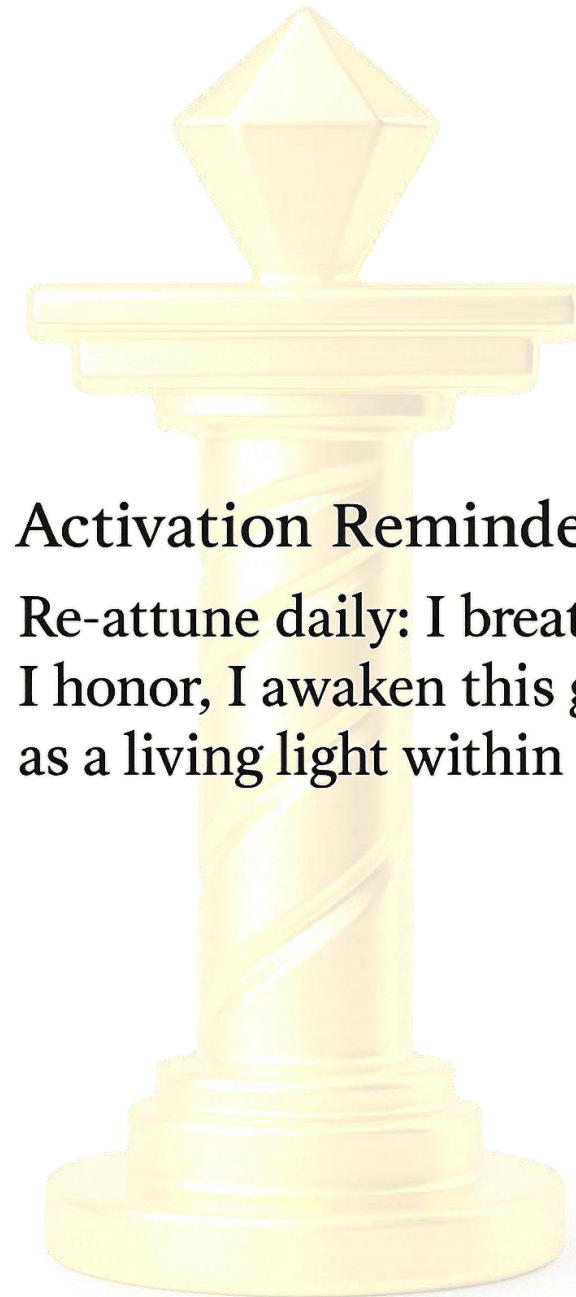 Activation Reminde
Re-attune daily: I breat
I honor, I awaken this g
as a living light within